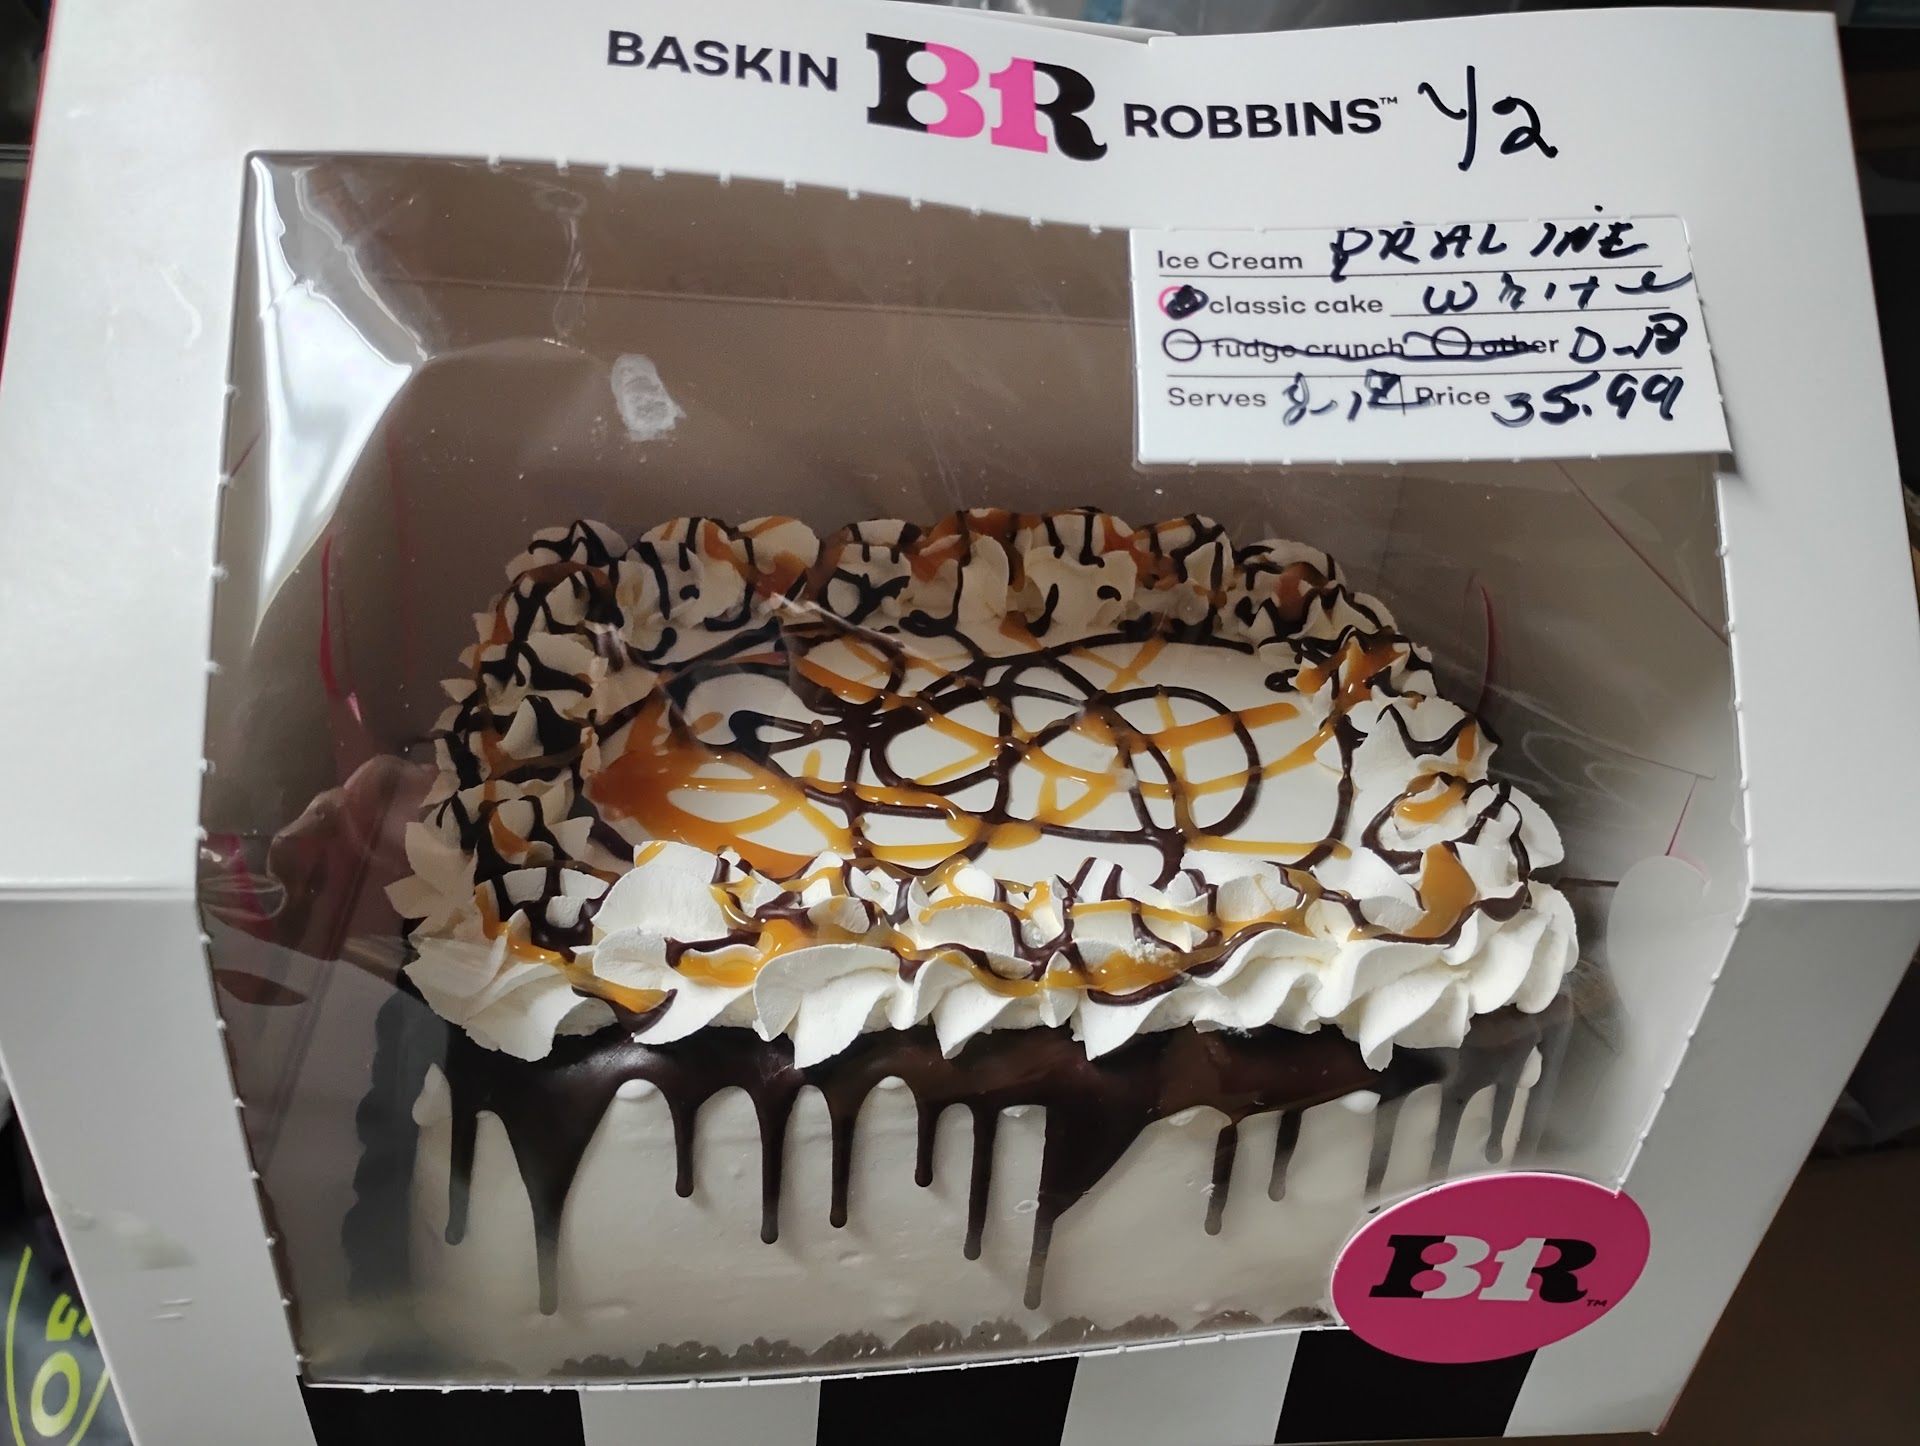 BASKIN BR ROBBINS™ 1/2
Ice Cream PRALINE
classic cake WHITE
fudge crunch other D-B
Serves 8-12 Price 35.99
BR™